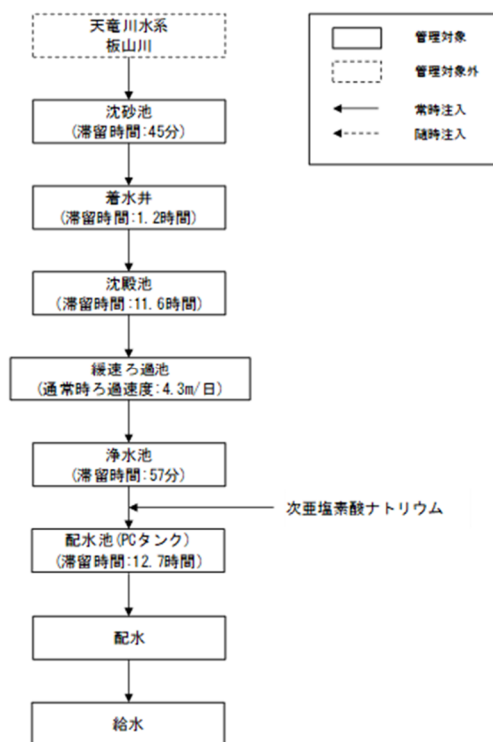 天竜川水系
板山川
沈砂池
(滞留時間:45分)
着水井
(滞留時間:1.2時間)
沈殿池
(滞留時間:11.6時間)
緩速ろ過池
(通常時ろ過速度:4.3m/日)
浄水池
(滞留時間:57分)
次亜塩素酸ナトリウム
配水池(PCタンク)
(滞留時間:12.7時間)
配水
給水
管理対象
管理対象外
常時注入
随時注入